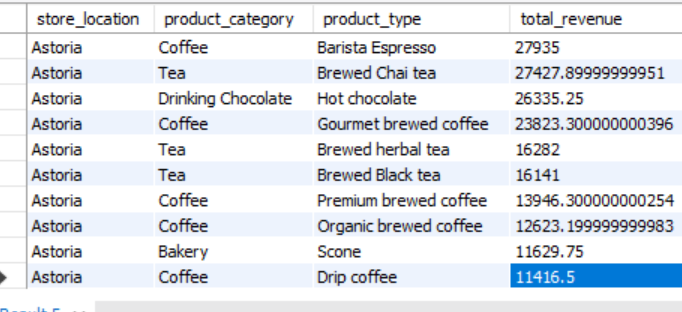 store_location product_category product_type total_revenue
Astoria Coffee Barista Espresso 27935
Astoria Tea Brewed Chai tea 27427.89999999951
Astoria Drinking Chocolate Hot chocolate 26335.25
Astoria Coffee Gourmet brewed coffee 23823.300000000396
Astoria Tea Brewed herbal tea 16282
Astoria Tea Brewed Black tea 16141
Astoria Coffee Premium brewed coffee 13946.300000000254
Astoria Coffee Organic brewed coffee 12623.199999999983
Astoria Bakery Scone 11629.75
Astoria Coffee Drip coffee 11416.5